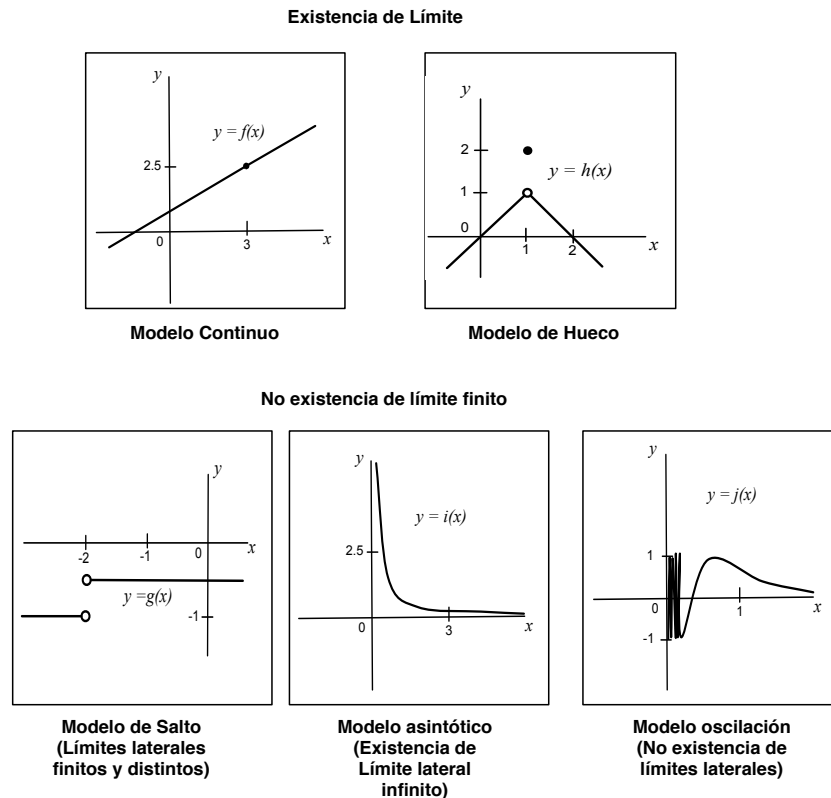 Existencia de Límite
y
y = f(x)
2.5
0
3
x
Modelo Continuo
y
2
y = h(x)
1
0
1
2
x
Modelo de Hueco
No existencia de límite finito
y
-2
-1
0
x
y =g(x)
-1
Modelo de Salto
(Límites laterales
finitos y distintos)
y
y = i(x)
2.5
0
3
x
Modelo asintótico
(Existencia de
Límite lateral
infinito)
y
y = j(x)
1
0
1
x
-1
Modelo oscilación
(No existencia de
límites laterales)